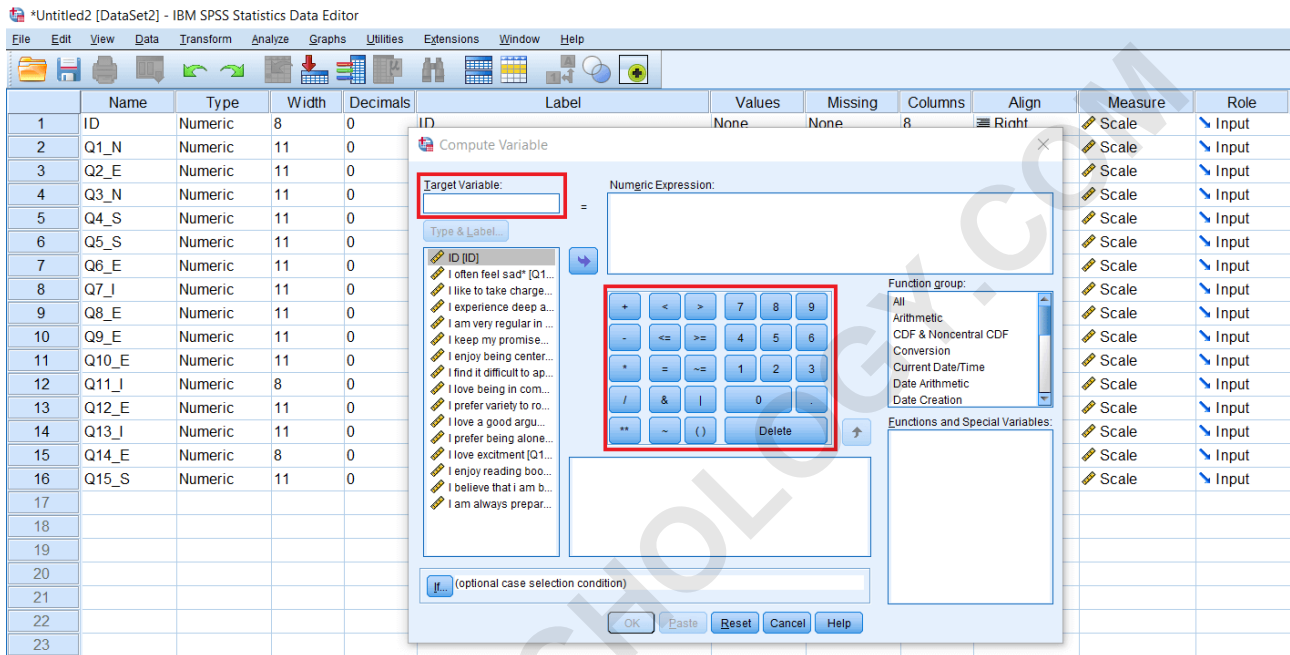 *Untitled2 [DataSet2] - IBM SPSS Statistics Data Editor
File Edit View Data Transform Analyze Graphs Utilities Extensions Window Help
Name Type Width Decimals Label Values Missing Columns Align Measure Role
1 ID Numeric 8 0 ID None None 8 Right Scale Input
2 Q1_N Numeric 11 0 Scale Input
3 Q2_E Numeric 11 0 Scale Input
4 Q3_N Numeric 11 0 Scale Input
5 Q4_S Numeric 11 0 Scale Input
6 Q5_S Numeric 11 0 Scale Input
7 Q6_E Numeric 11 0 Scale Input
8 Q7_I Numeric 11 0 Scale Input
9 Q8_E Numeric 11 0 Scale Input
10 Q9_E Numeric 11 0 Scale Input
11 Q10_E Numeric 11 0 Scale Input
12 Q11_I Numeric 8 0 Scale Input
13 Q12_E Numeric 11 0 Scale Input
14 Q13_I Numeric 11 0 Scale Input
15 Q14_E Numeric 8 0 Scale Input
16 Q15_S Numeric 11 0 Scale Input
17
18
19
20
21
22
23
Compute Variable
Target Variable:
=
Numeric Expression:
Type & Label...
ID [ID]
I often feel sad* [Q1...
I like to take charge...
I experience deep a...
I am very regular in ...
I keep my promise...
I enjoy being center...
I find it difficult to ap...
I love being in com...
I prefer variety to ro...
I love a good argu...
I prefer being alone...
I love excitment [Q1...
I enjoy reading boo...
I believe that i am b...
I am always prepar...
+ < > 7 8 9
- <= >= 4 5 6
* = ~= 1 2 3
/ & | 0 .
** ~ ( ) Delete
Function group:
All
Arithmetic
CDF & Noncentral CDF
Conversion
Current Date/Time
Date Arithmetic
Date Creation
Functions and Special Variables:
If... (optional case selection condition)
OK Paste Reset Cancel Help
CHOLOGY.COM